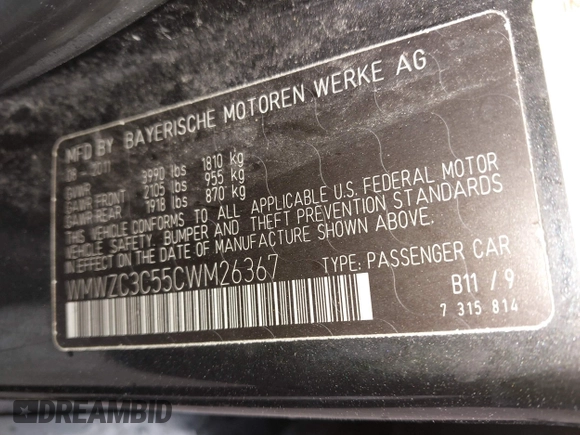 MFD BY BAYERISCHE MOTOREN WERKE AG
08 - 2011
GVWR 3990 lbs 1810 kg
GAWR FRONT 2105 lbs 955 kg
GAWR REAR 1918 lbs 870 kg
THIS VEHICLE CONFORMS TO ALL APPLICABLE U.S. FEDERAL MOTOR
VEHICLE SAFETY, BUMPER AND THEFT PREVENTION STANDARDS
IN EFFECT ON THE DATE OF MANUFACTURE SHOWN ABOVE.
WMWZC3C55CWM26367 TYPE: PASSENGER CAR
B11 / 9
7 315 814
DREAMBID